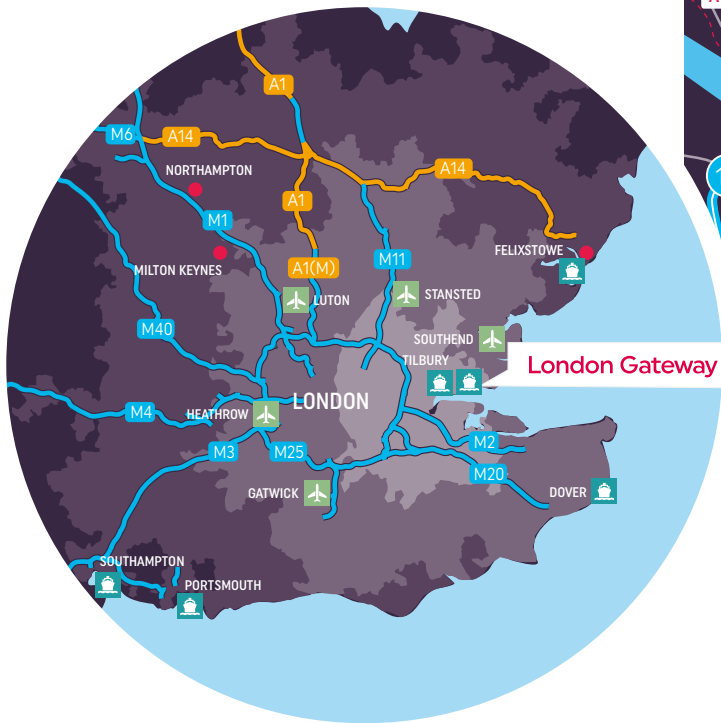 A1
M6
A14
NORTHAMPTON
A14
A1
M1
FELIXSTOWE
M11
A1(M)
MILTON KEYNES
STANSTED
LUTON
M40
SOUTHEND
TILBURY
London Gateway
LONDON
M4
HEATHROW
M2
M3
M25
M20
GATWICK
DOVER
SOUTHAMPTON
PORTSMOUTH